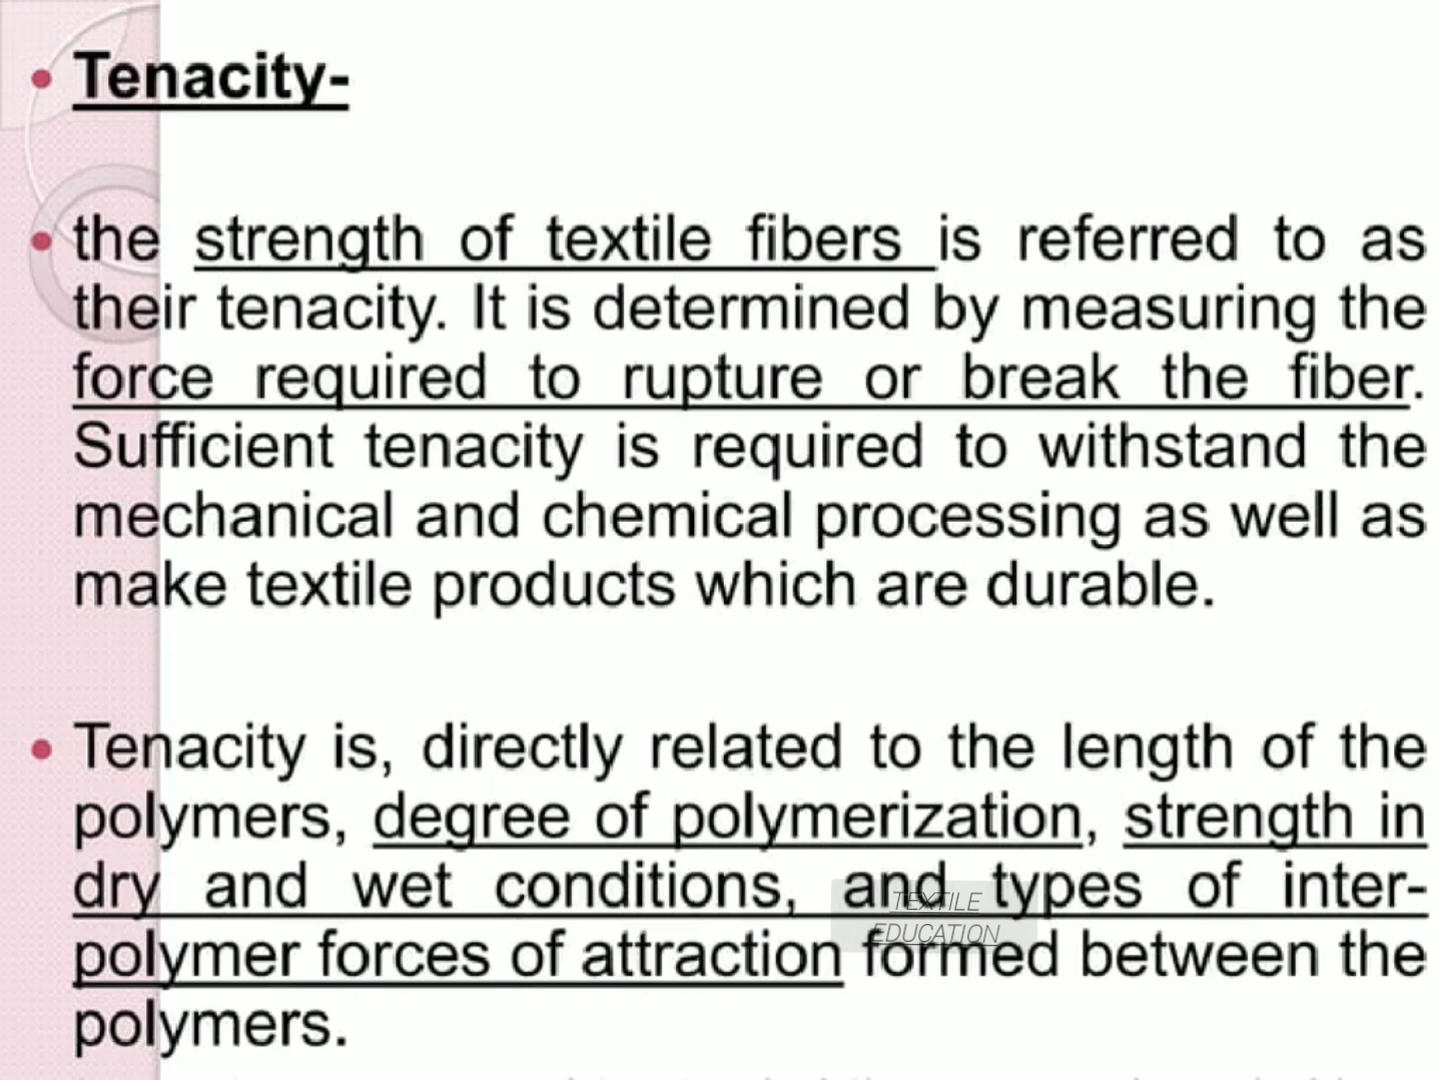 Tenacity-
the strength of textile fibers is referred to as
their tenacity. It is determined by measuring the
force required to rupture or break the fiber.
Sufficient tenacity is required to withstand the
mechanical and chemical processing as well as
make textile products which are durable.
Tenacity is, directly related to the length of the
polymers, degree of polymerization, strength in
dry and wet conditions, and types of inter-
polymer forces of attraction formed between the
polymers.
TEXTILE
EDUCATION